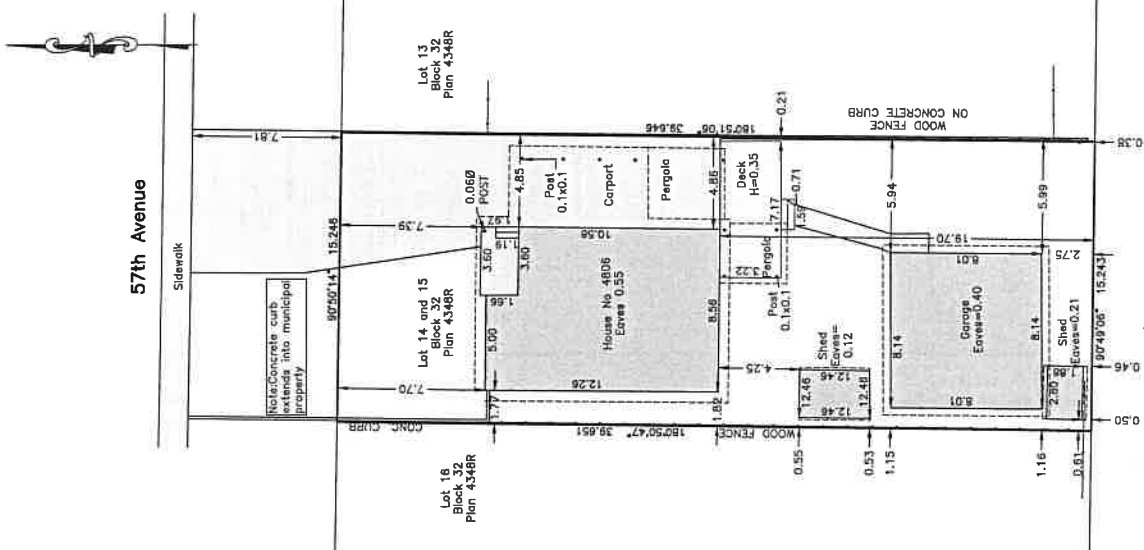 57th Avenue
Sidewalk
7.81
Note:Concrete curb
extends into municipal
property
90°50'14" 15.246
Lot 14 and 15
Block 32
Plan 4348R
Lot 13
Block 32
Plan 4348R
Lot 16
Block 32
Plan 4348R
CONC. CURB
7.70
7.39
0.06Ø
POST
1.97
1.19
3.60
3.60
1.66
5.00
1.77
4.85
Post
0.1x0.1
Carport
Pergola
180°51'06" 39.646
10.58
House No 4806
Eaves 0.55
12.26
8.56
1.82
4.86
Deck
H=0.35
0.21
WOOD FENCE
ON CONCRETE CURB
180°50'47" 39.651
WOOD FENCE
3.22
Pergola
Post
0.1x0.1
7.17
0.71
1.59
4.25
Shed
Eaves=
0.12
12.46
12.46
12.46
12.46
0.55
0.53
19.70
5.94
8.01
8.14
Garage
Eaves=0.40
8.14
8.01
1.15
1.16
5.99
2.75
Shed
Eaves=0.21
1.88
2.80
0.61
0.50
0.46
90°49'06" 15.243
0.38